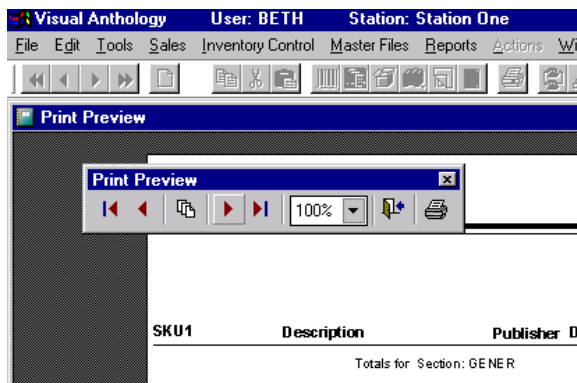 Visual Anthology User: BETH Station: Station One
File Edit Tools Sales Inventory Control Master Files Reports Actions
Print Preview
Print Preview
100%
SKU1 Description Publisher
Totals for Section: GENER